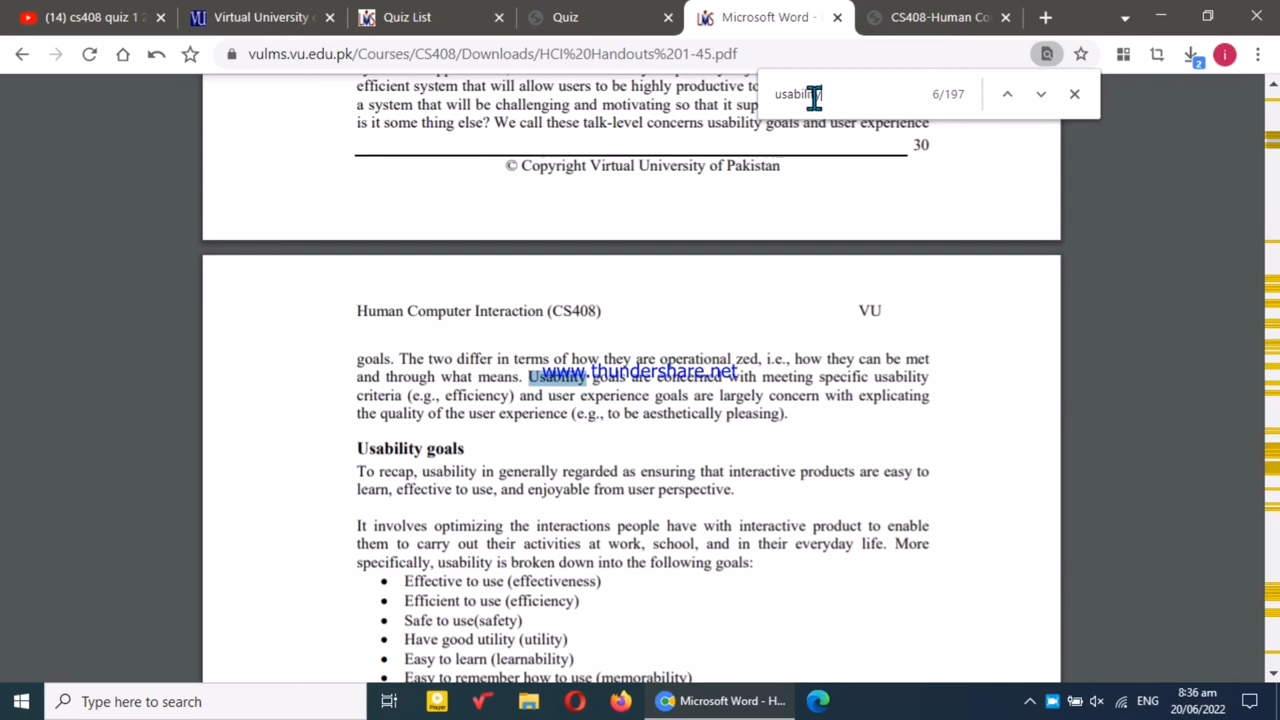 (14) cs408 quiz 1 2
Virtual University
Quiz List
Quiz
Microsoft Word -
CS408-Human Co
vulms.vu.edu.pk/Courses/CS408/Downloads/HCI%20Handouts%201-45.pdf
2
i
usability
6/197
efficient system that will allow users to be highly productive
a system that will be challenging and motivating so that it
is it some thing else? We call these talk-level concerns usability goals and user experience
30
© Copyright Virtual University of Pakistan
Human Computer Interaction (CS408) VU
goals. The two differ in terms of how they are operational zed, i.e., how they can be met
and through what means. Usability goals are concerned with meeting specific usability
www.thundershare.net
criteria (e.g., efficiency) and user experience goals are largely concern with explicating
the quality of the user experience (e.g., to be aesthetically pleasing).
Usability goals
To recap, usability in generally regarded as ensuring that interactive products are easy to
learn, effective to use, and enjoyable from user perspective.
It involves optimizing the interactions people have with interactive product to enable
them to carry out their activities at work, school, and in their everyday life. More
specifically, usability is broken down into the following goals:
• Effective to use (effectiveness)
• Efficient to use (efficiency)
• Safe to use(safety)
• Have good utility (utility)
• Easy to learn (learnability)
• Easy to remember how to use (memorability)
Type here to search
Player
Microsoft Word - H...
ENG
8:36 am
20/06/2022